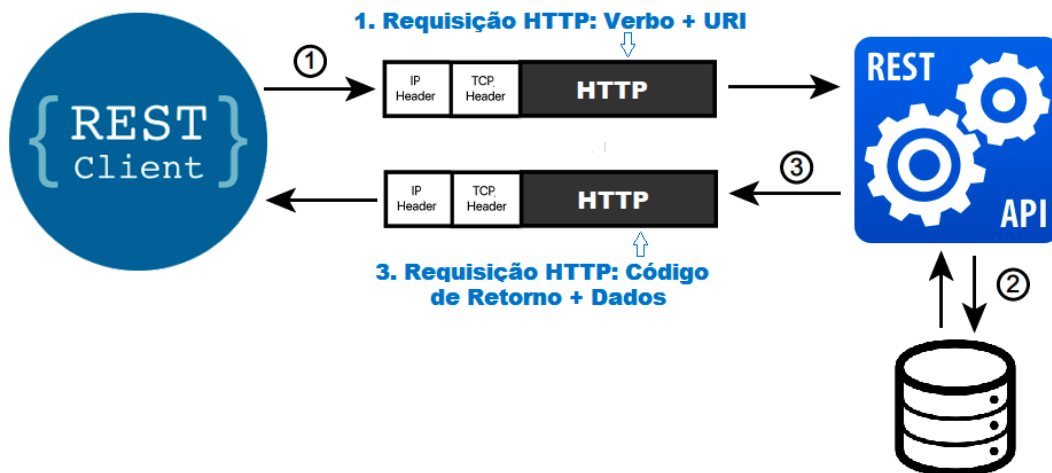 1. Requisição HTTP: Verbo + URI
①
IP
Header
TCP,
Header
HTTP
{ REST
Client }
REST
API
③
IP
Header
TCP,
Header
HTTP
3. Requisição HTTP: Código
de Retorno + Dados
②